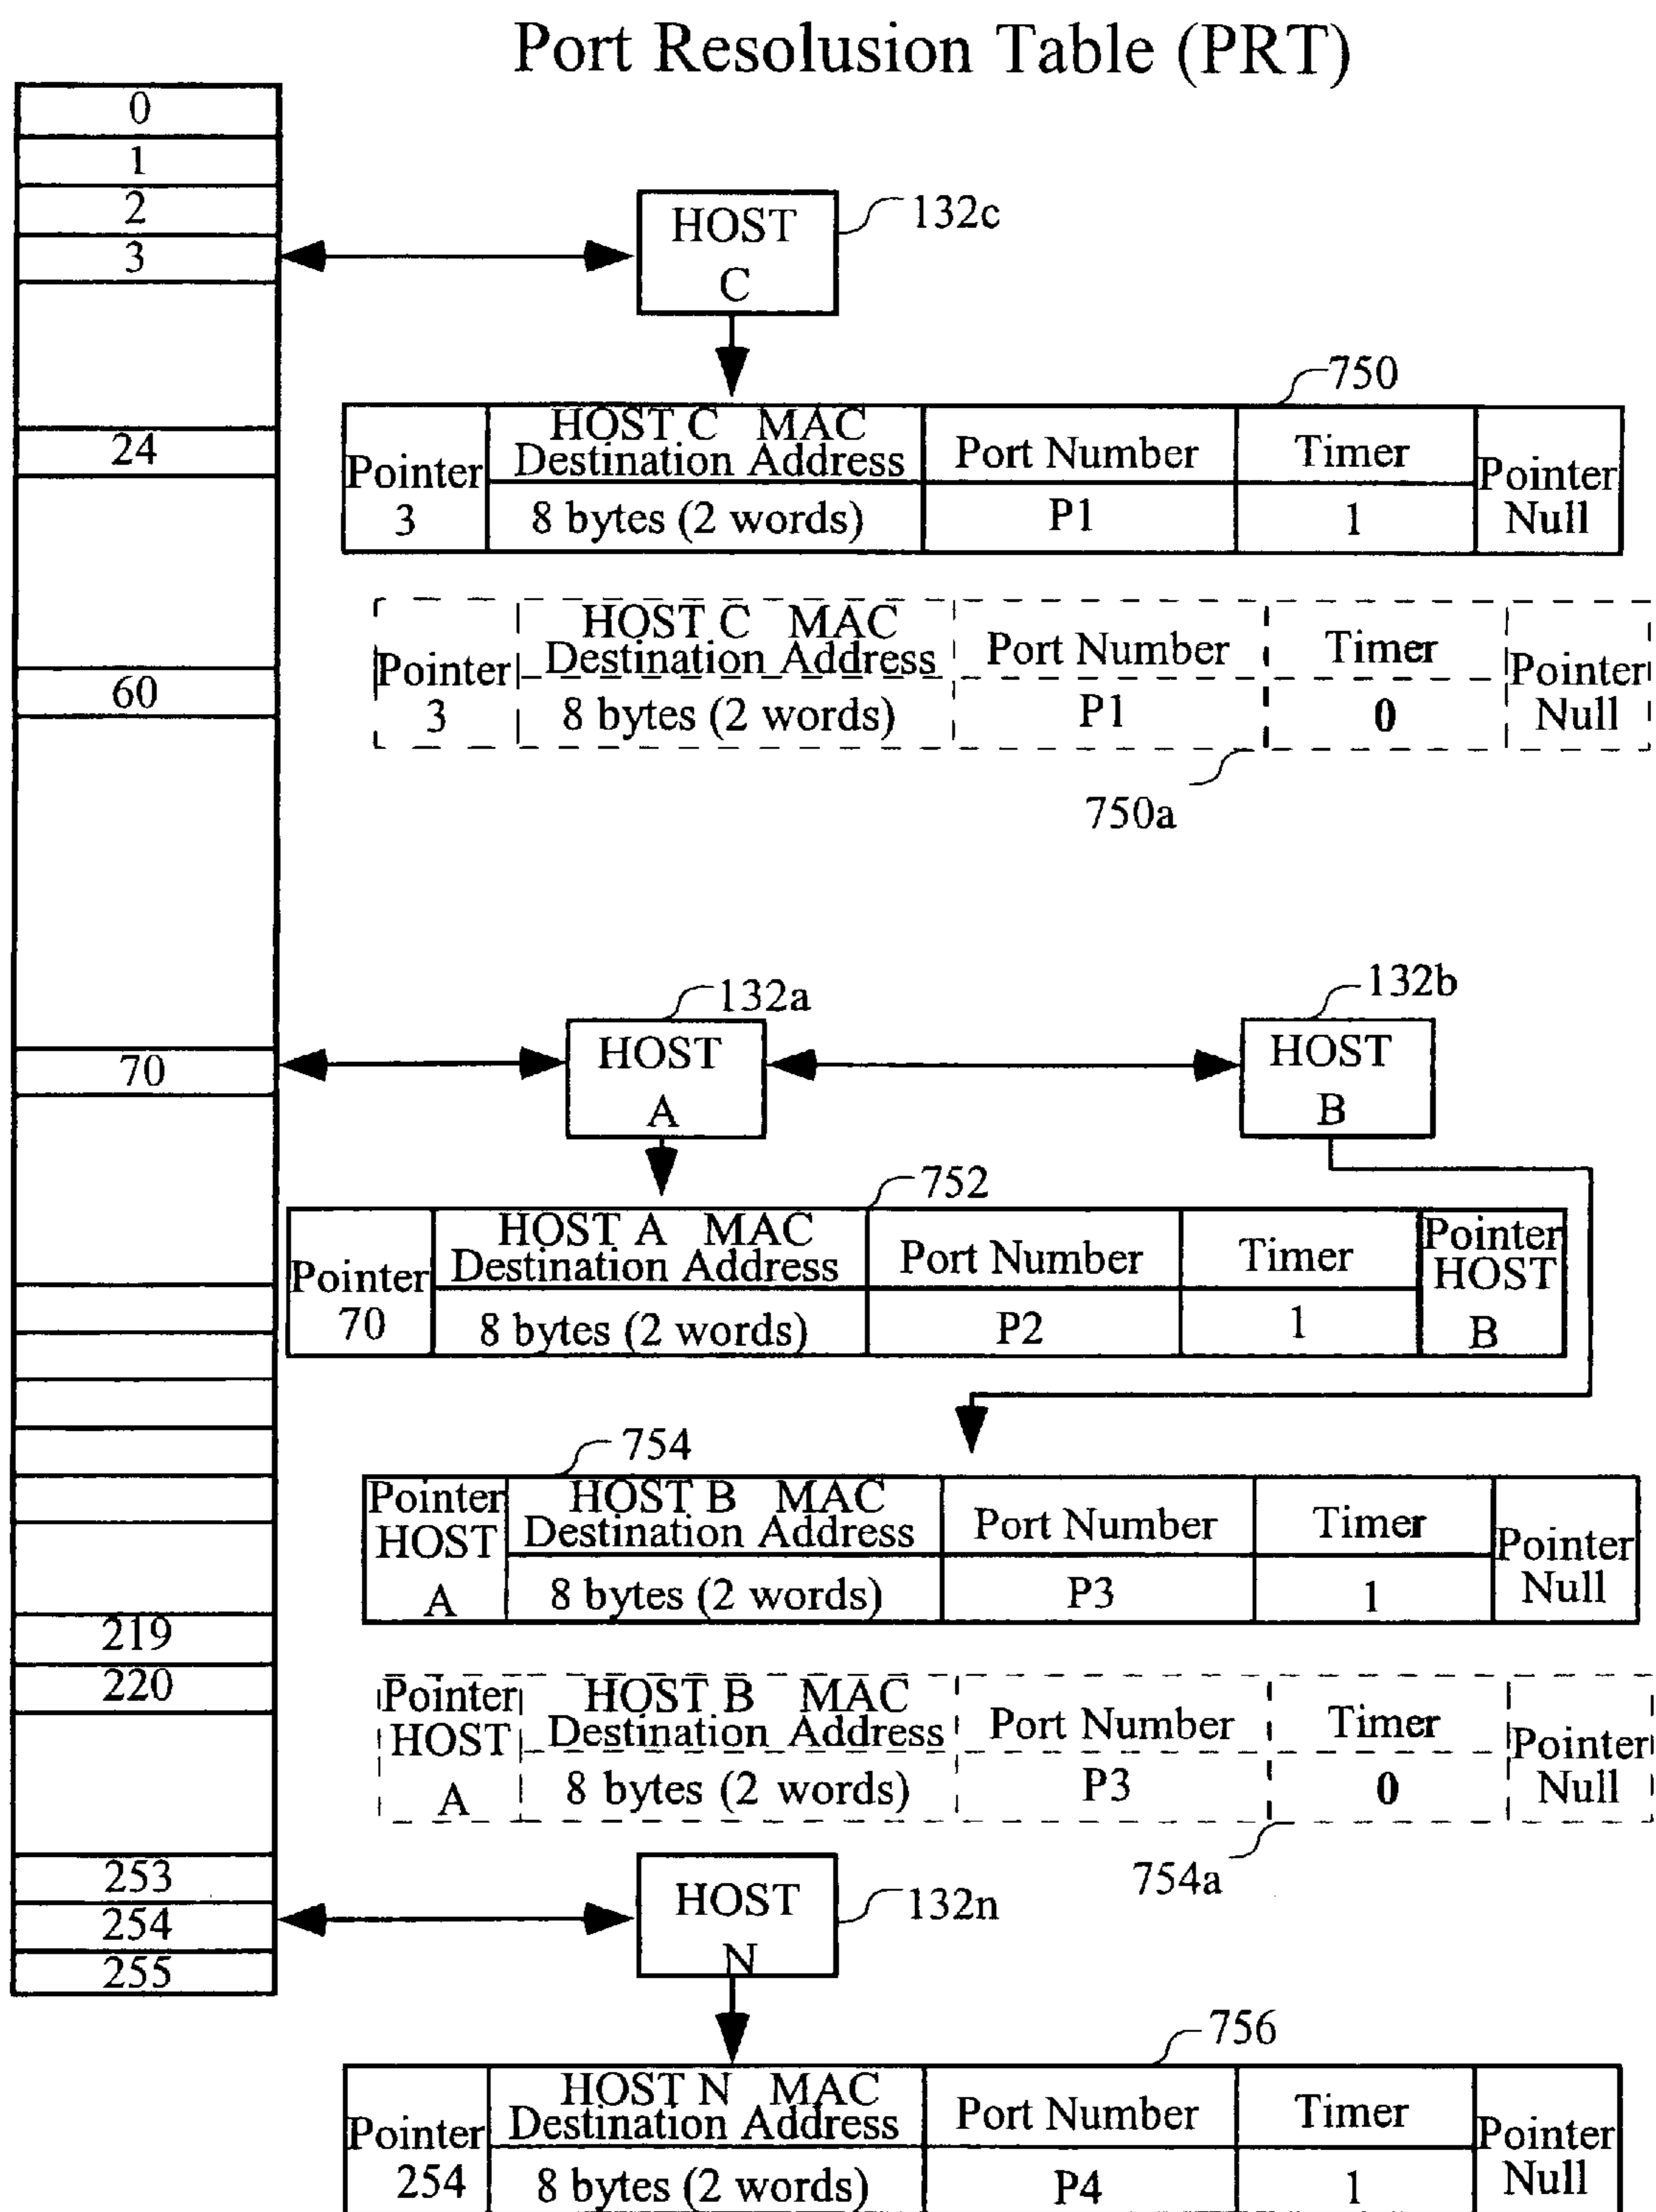 Port Resolusion Table (PRT)
0
1
2
3
24
60
70
219
220
253
254
255
HOST
C
132c
750
Pointer
3
HOST C MAC
Destination Address
8 bytes (2 words)
Port Number
P1
Timer
1
Pointer
Null
Pointer
3
HOST C MAC
Destination Address
8 bytes (2 words)
Port Number
P1
Timer
0
Pointer
Null
750a
132a
HOST
A
132b
HOST
B
752
Pointer
70
HOST A MAC
Destination Address
8 bytes (2 words)
Port Number
P2
Timer
1
Pointer
HOST
B
754
Pointer
HOST
A
HOST B MAC
Destination Address
8 bytes (2 words)
Port Number
P3
Timer
1
Pointer
Null
Pointer
HOST
A
HOST B MAC
Destination Address
8 bytes (2 words)
Port Number
P3
Timer
0
Pointer
Null
754a
HOST
N
132n
756
Pointer
254
HOST N MAC
Destination Address
8 bytes (2 words)
Port Number
P4
Timer
1
Pointer
Null